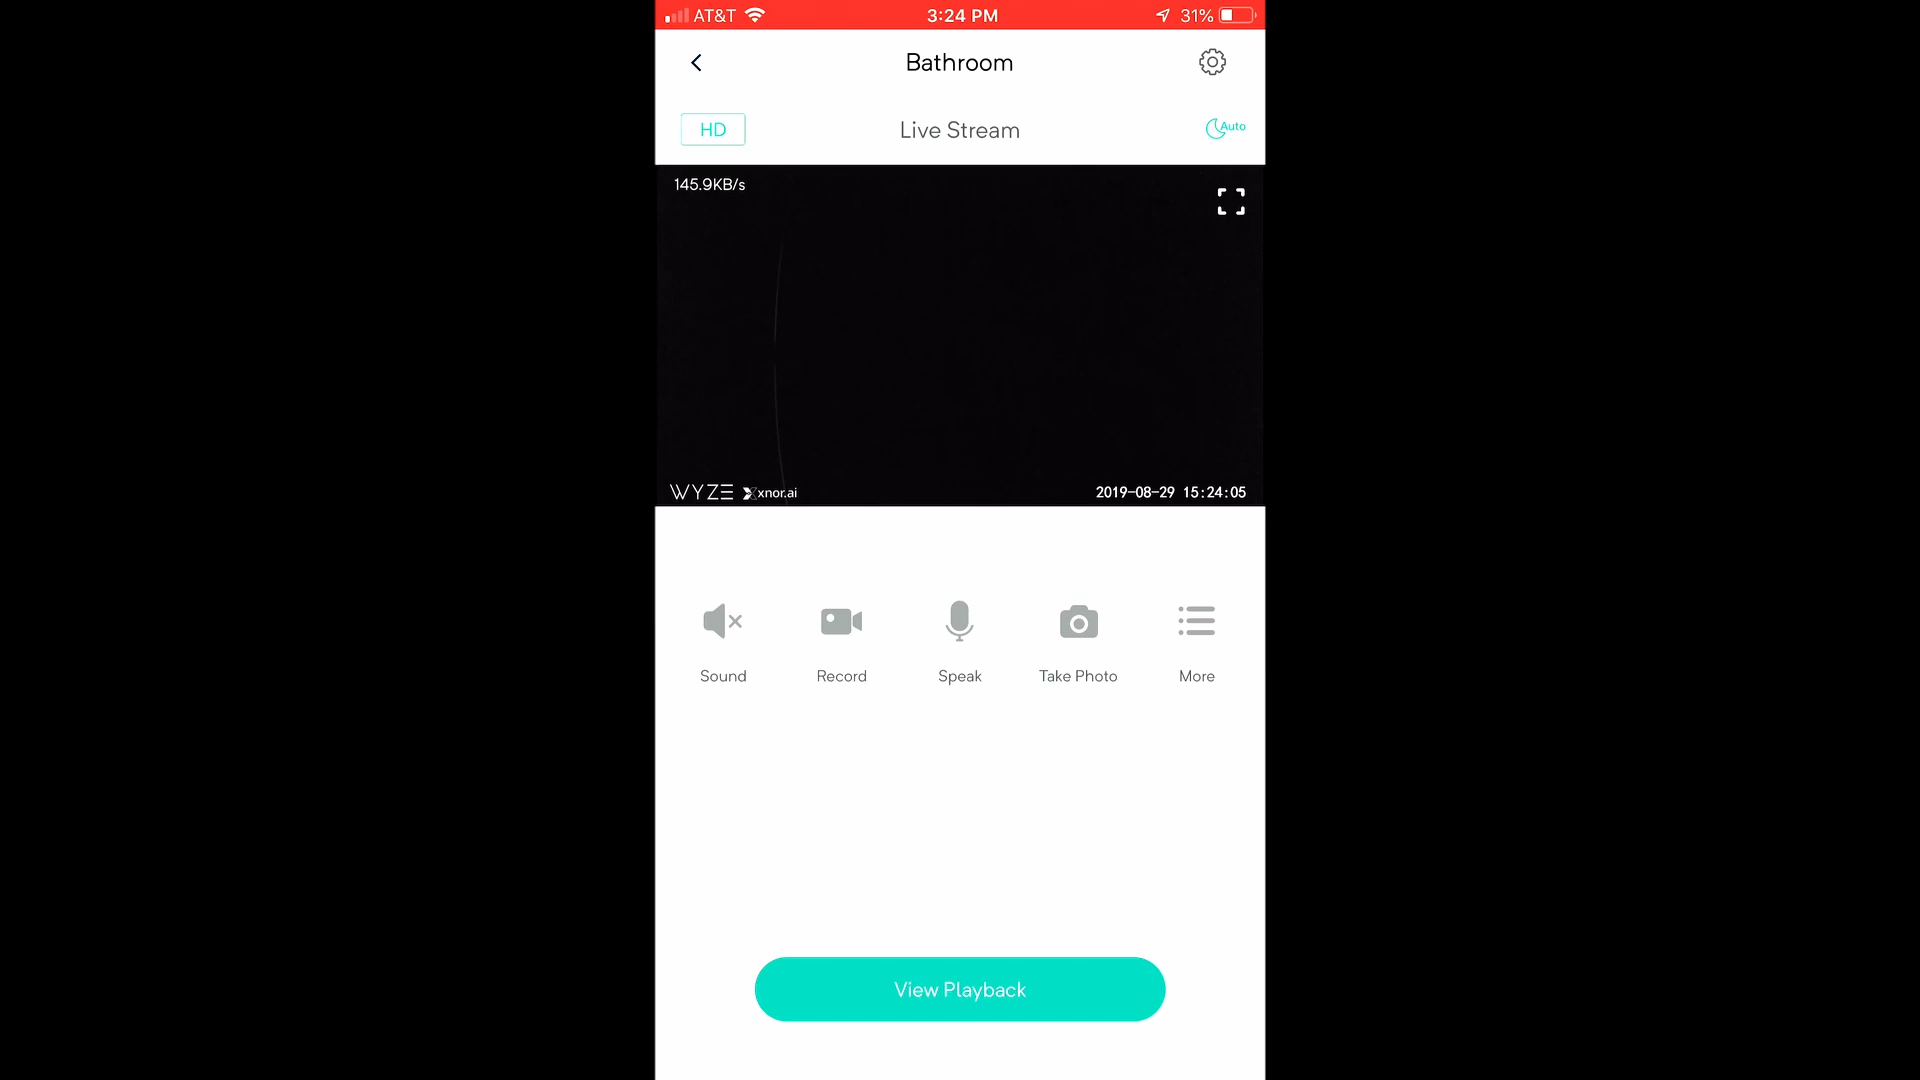 AT&T 3:24 PM 31%
Bathroom
HD Live Stream Auto
145.9KB/s
WYZE xnor.ai 2019-08-29 15:24:05
Sound Record Speak Take Photo More
View Playback